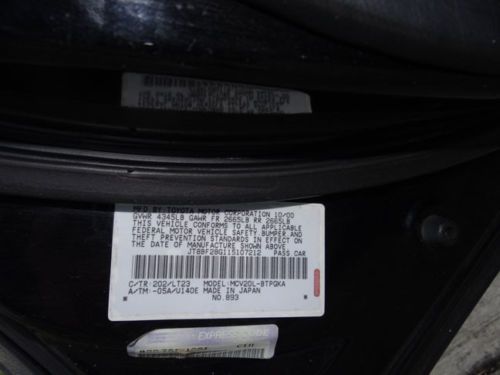 MFD.BY:TOYOTA MOTOR CORPORATION 10/00
GVWR 4345LB GAWR FR 2665LB RR 2665LB
THIS VEHICLE CONFORMS TO ALL APPLICABLE
FEDERAL MOTOR VEHICLE SAFETY,BUMPER,AND
THEFT PREVENTION STANDARDS IN EFFECT ON
THE DATE OF MANUFACTURE SHOWN ABOVE.
JT8BF28G115107212 PASS CAR
C/TR:202/LT23 MODEL:MCV20L-BTPGKA
A/TM:-05A/U140E MADE IN JAPAN
NO.893
EXPRESS CODE